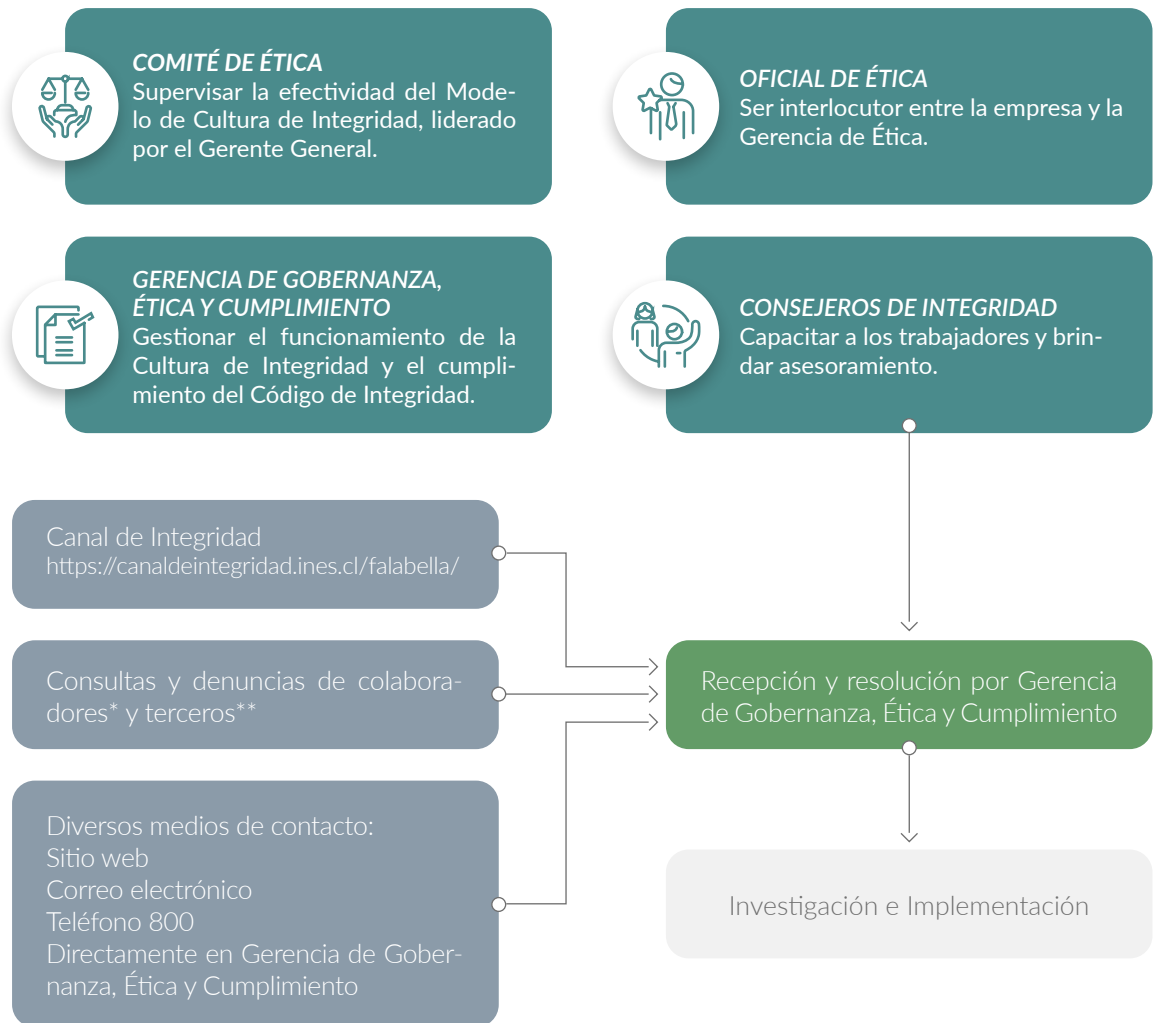 COMITÉ DE ÉTICA
Supervisar la efectividad del Mode-
lo de Cultura de Integridad, liderado
por el Gerente General.
OFICIAL DE ÉTICA
Ser interlocutor entre la empresa y la
Gerencia de Ética.
GERENCIA DE GOBERNANZA,
ÉTICA Y CUMPLIMIENTO
Gestionar el funcionamiento de la
Cultura de Integridad y el cumpli-
miento del Código de Integridad.
CONSEJEROS DE INTEGRIDAD
Capacitar a los trabajadores y brin-
dar asesoramiento.
Canal de Integridad
https://canaldeintegridad.ines.cl/falabella/
Consultas y denuncias de colabora-
dores* y terceros**
Diversos medios de contacto:
Sitio web
Correo electrónico
Teléfono 800
Directamente en Gerencia de Gober-
nanza, Ética y Cumplimiento
Recepción y resolución por Gerencia
de Gobernanza, Ética y Cumplimiento
Investigación e Implementación